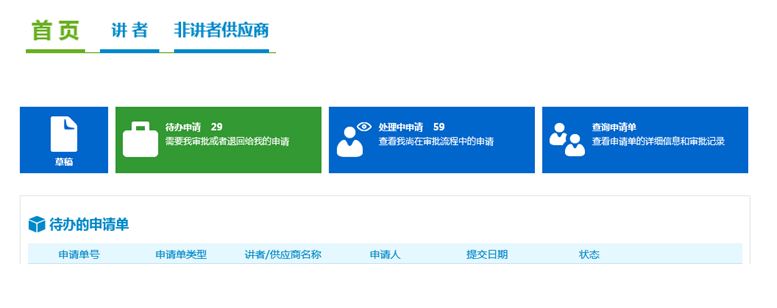 首 页 讲 者 非讲者供应商
草稿
待办申请 29
需要我审批或者退回给我的申请
处理中申请 59
查看我尚在审批流程中的申请
查询申请单
查看申请单的详细信息和审批记录
待办的申请单
申请单号 申请单类型 讲者/供应商名称 申请人 提交日期 状态